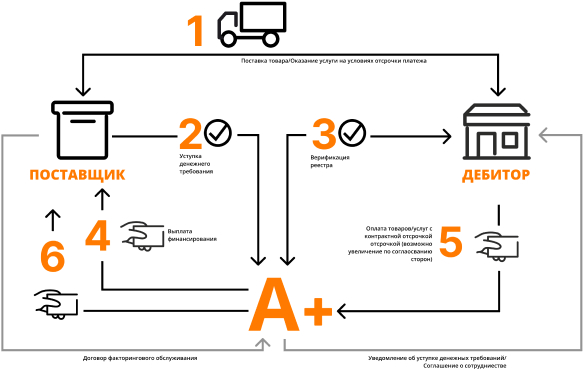 1
Поставка товара/Оказание услуги на условиях отсрочки платежа
2
Уступка
денежного
требования
3
Верификация
реестра
ПОСТАВЩИК
ДЕБИТОР
4
Выплата
финансирования
Оплата товаров/услуг с
контрактной отсрочкой
отсрочкой (возможно
увеличение по соглаосванию
сторон)
5
6
А+
Договор факторингового обслуживания
Уведомление об уступке денежных требований/
Соглашение о сотрудниестве